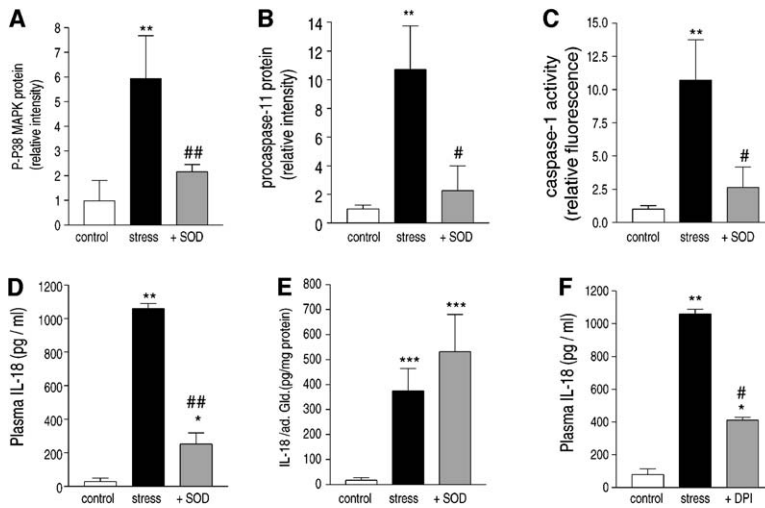 A
P-P38 MAPK protein
(relative intensity)
8
7
6
5
4
3
2
1
0
**
##
control stress + SOD
B
procaspase-11 protein
(relative intensity)
14
12
10
8
6
4
2
0
**
#
control stress + SOD
C
caspase-1 activity
(relative fluorescence)
15.0
12.5
10.0
7.5
5.0
2.5
0.0
**
#
control stress + SOD
D
Plasma IL-18 (pg / ml)
1200
1000
800
600
400
200
0
**
##
*
control stress + SOD
E
IL-18 /ad. Gld.(pg/mg protein)
800
700
600
500
400
300
200
100
0
***
***
control stress + SOD
F
Plasma IL-18 (pg / ml)
1200
1000
800
600
400
200
0
**
#
*
control stress + DPI